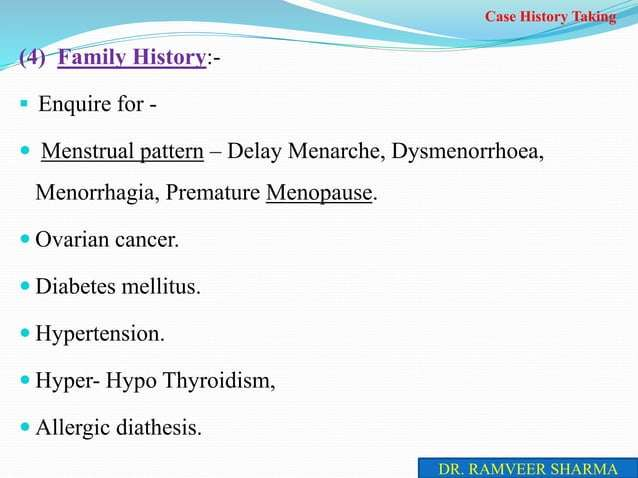 Case History Taking
(4) Family History:-
▪ Enquire for -
• Menstrual pattern – Delay Menarche, Dysmenorrhoea,
Menorrhagia, Premature Menopause.
• Ovarian cancer.
• Diabetes mellitus.
• Hypertension.
• Hyper- Hypo Thyroidism,
• Allergic diathesis.
DR. RAMVEER SHARMA